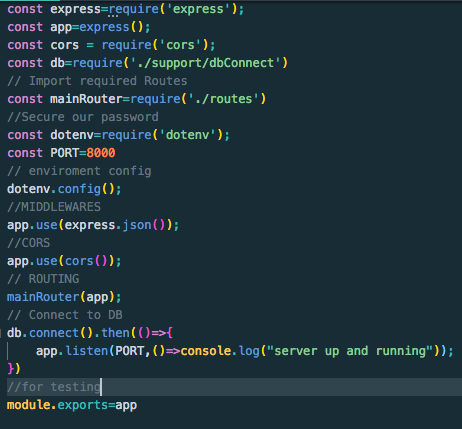 const express=require('express');
const app=express();
const cors = require('cors');
const db=require('./support/dbConnect')
// Import required Routes
const mainRouter=require('./routes')
//Secure our password
const dotenv=require('dotenv');
const PORT=8000
// enviroment config
dotenv.config();
//MIDDLEWARES
app.use(express.json());
//CORS
app.use(cors());
// ROUTING
mainRouter(app);
// Connect to DB
db.connect().then(()=>{
    app.listen(PORT,()=>console.log("server up and running"));
})
//for testing
module.exports=app